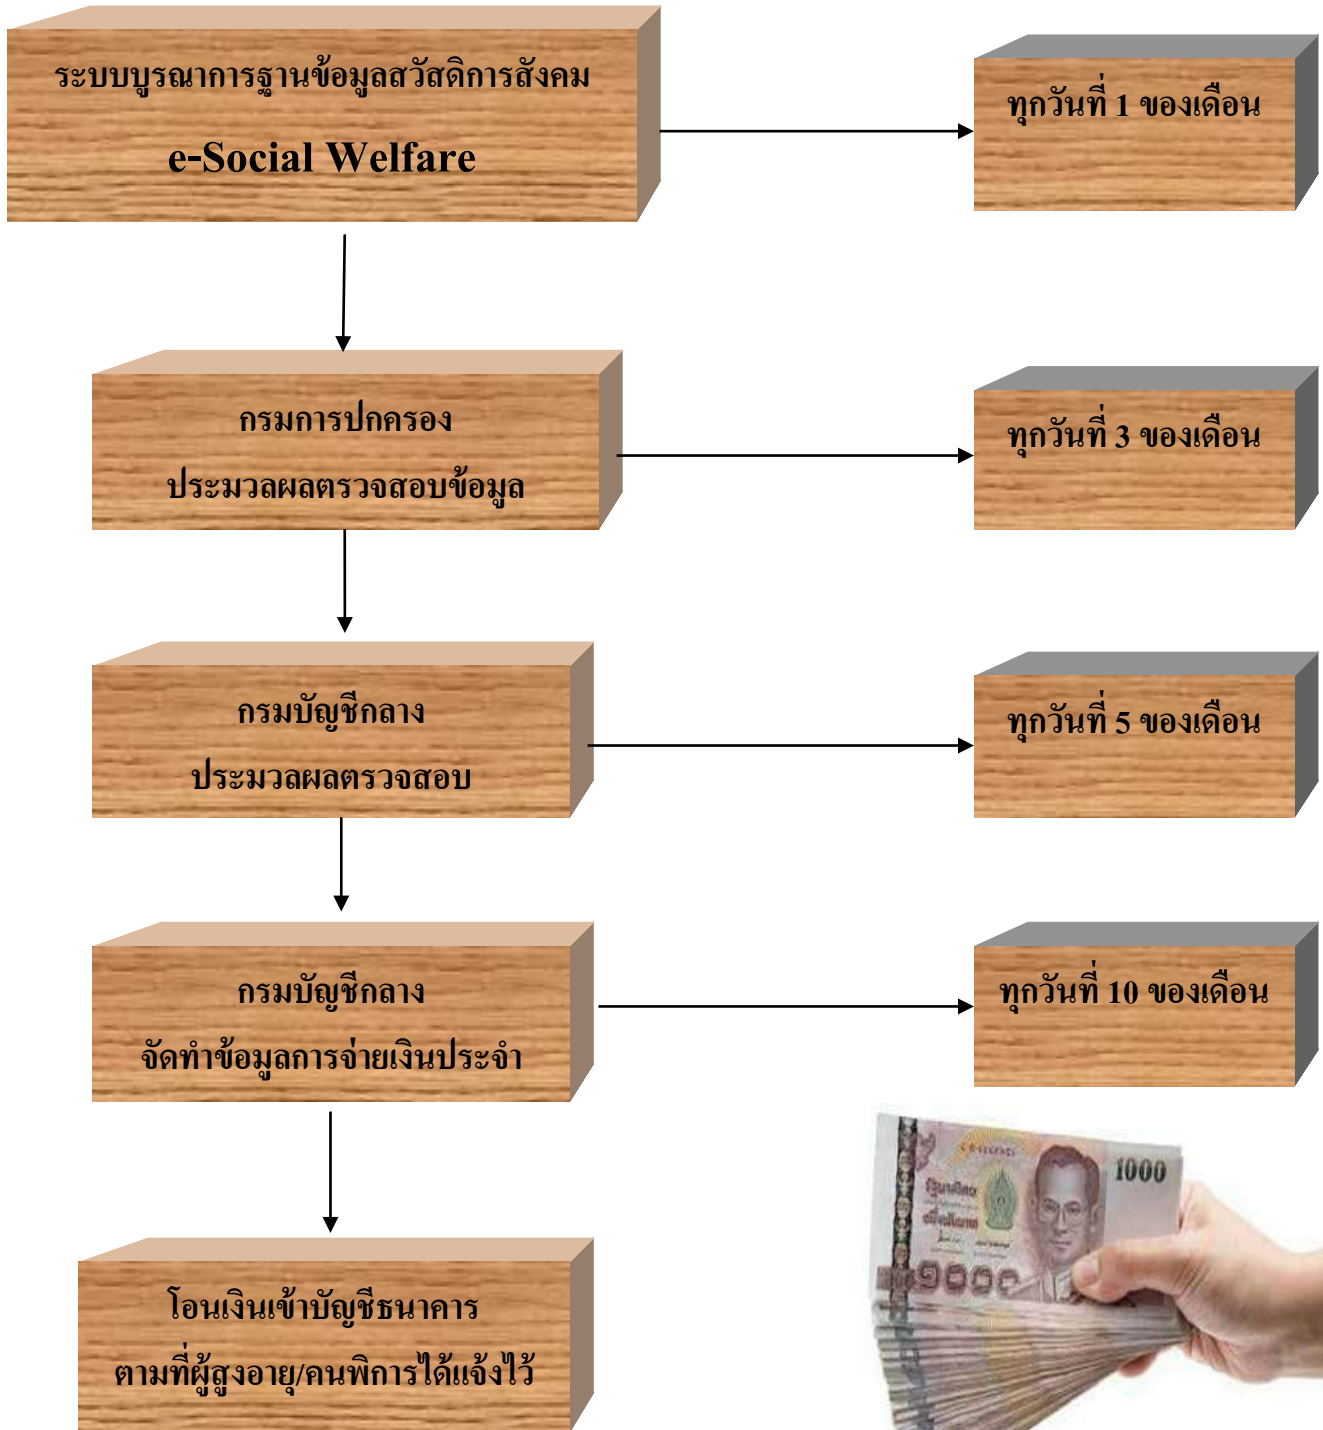 ระบบบูรณาการฐานข้อมูลสวัสดิการสังคม
e-Social Welfare
ทุกวันที่ 1 ของเดือน
กรมการปกครอง
ประมวลผลตรวจสอบข้อมูล
ทุกวันที่ 3 ของเดือน
กรมบัญชีกลาง
ประมวลผลตรวจสอบ
ทุกวันที่ 5 ของเดือน
กรมบัญชีกลาง
จัดทำข้อมูลการจ่ายเงินประจำ
ทุกวันที่ 10 ของเดือน
1000
๑๐๐๐
โอนเงินเข้าบัญชีธนาคาร
ตามที่ผู้สูงอายุ/คนพิการได้แจ้งไว้